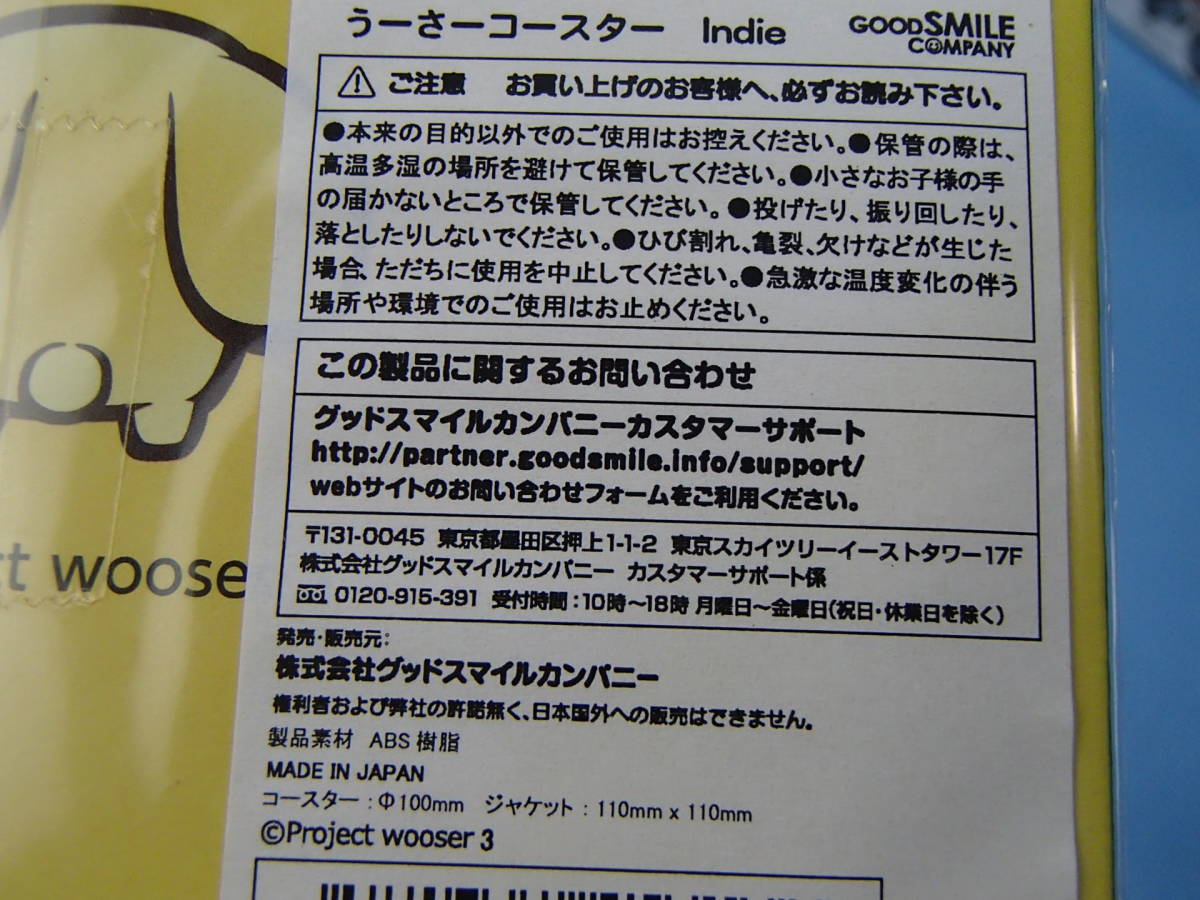 うーさーコースター Indie GOODSMILE COMPANY
ご注意 お買い上げのお客様へ、必ずお読み下さい。
●本来の目的以外でのご使用はお控えください。●保管の際は、
高温多湿の場所を避けて保管してください。●小さなお子様の手
の届かないところで保管してください。●投げたり、振り回したり、
落としたりしないでください。●ひび割れ、亀裂、欠けなどが生じた
場合、ただちに使用を中止してください。●急激な温度変化の伴う
場所や環境でのご使用はお止めください。
この製品に関するお問い合わせ
グッドスマイルカンパニーカスタマーサポート
http://partner.goodsmile.info/support/
webサイトのお問い合わせフォームをご利用ください。
〒131-0045 東京都墨田区押上1-1-2 東京スカイツリーイーストタワー17F
株式会社グッドスマイルカンパニー カスタマーサポート係
0120-915-391 受付時間:10時~18時 月曜日~金曜日(祝日・休業日を除く)
発売・販売元:
株式会社グッドスマイルカンパニー
権利者および弊社の許諾無く、日本国外への販売はできません。
製品素材 ABS樹脂
MADE IN JAPAN
コースター:Φ100mm ジャケット:110mm x 110mm
©Project wooser 3
ct woose